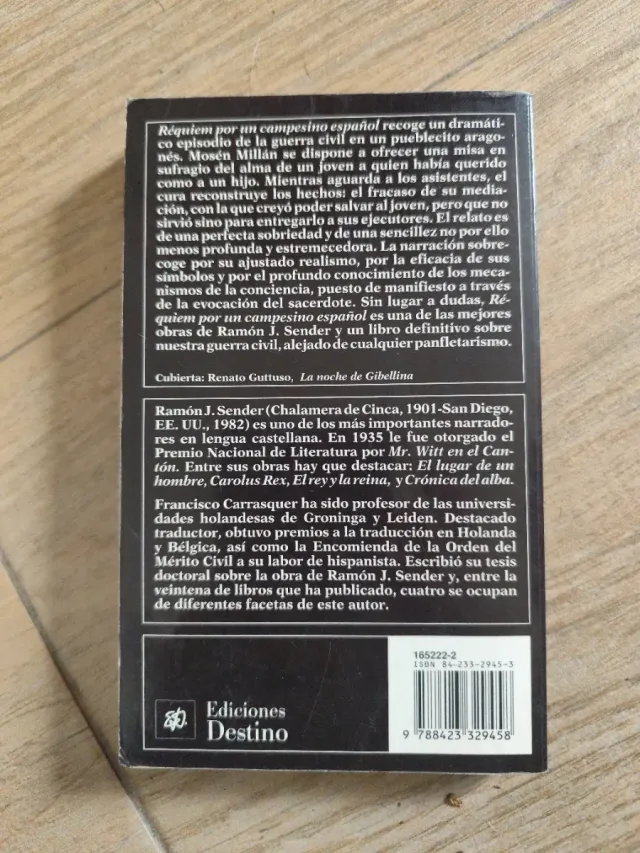 Réquiem por un campesino español recoge un dramáti-
co episodio de la guerra civil en un pueblecito arago-
nés. Mosén Millán se dispone a ofrecer una misa en
sufragio del alma de un joven a quien había querido
como a un hijo. Mientras aguarda a los asistentes, el
cura reconstruye los hechos: el fracaso de su media-
ción, con la que creyó poder salvar al joven, pero que no
sirvió sino para entregarlo a sus ejecutores. El relato es
de una perfecta sobriedad y de una sencillez no por ello
menos profunda y estremecedora. La narración sobre-
coge por su ajustado realismo, por la eficacia de sus
símbolos y por el profundo conocimiento de los meca-
nismos de la conciencia, puesto de manifiesto a través
de la evocación del sacerdote. Sin lugar a dudas, Ré-
quiem por un campesino español es una de las mejores
obras de Ramón J. Sender y un libro definitivo sobre
nuestra guerra civil, alejado de cualquier panfletarismo.
Cubierta: Renato Guttuso, La noche de Gibellina
Ramón J. Sender (Chalamera de Cinca, 1901-San Diego,
EE. UU., 1982) es uno de los más importantes narrado-
res en lengua castellana. En 1935 le fue otorgado el
Premio Nacional de Literatura por Mr. Witt en el Can-
tón. Entre sus obras hay que destacar: El lugar de un
hombre, Carolus Rex, El rey y la reina, y Crónica del alba.
Francisco Carrasquer ha sido profesor de las universi-
dades holandesas de Groninga y Leiden. Destacado
traductor, obtuvo premios a la traducción en Holanda
y Bélgica, así como la Encomienda de la Orden del
Mérito Civil a su labor de hispanista. Escribió su tesis
doctoral sobre la obra de Ramón J. Sender y, entre la
veintena de libros que ha publicado, cuatro se ocupan
de diferentes facetas de este autor.
Ediciones
Destino
165222-2
ISBN 84-233-2945-3
9 788423 329458